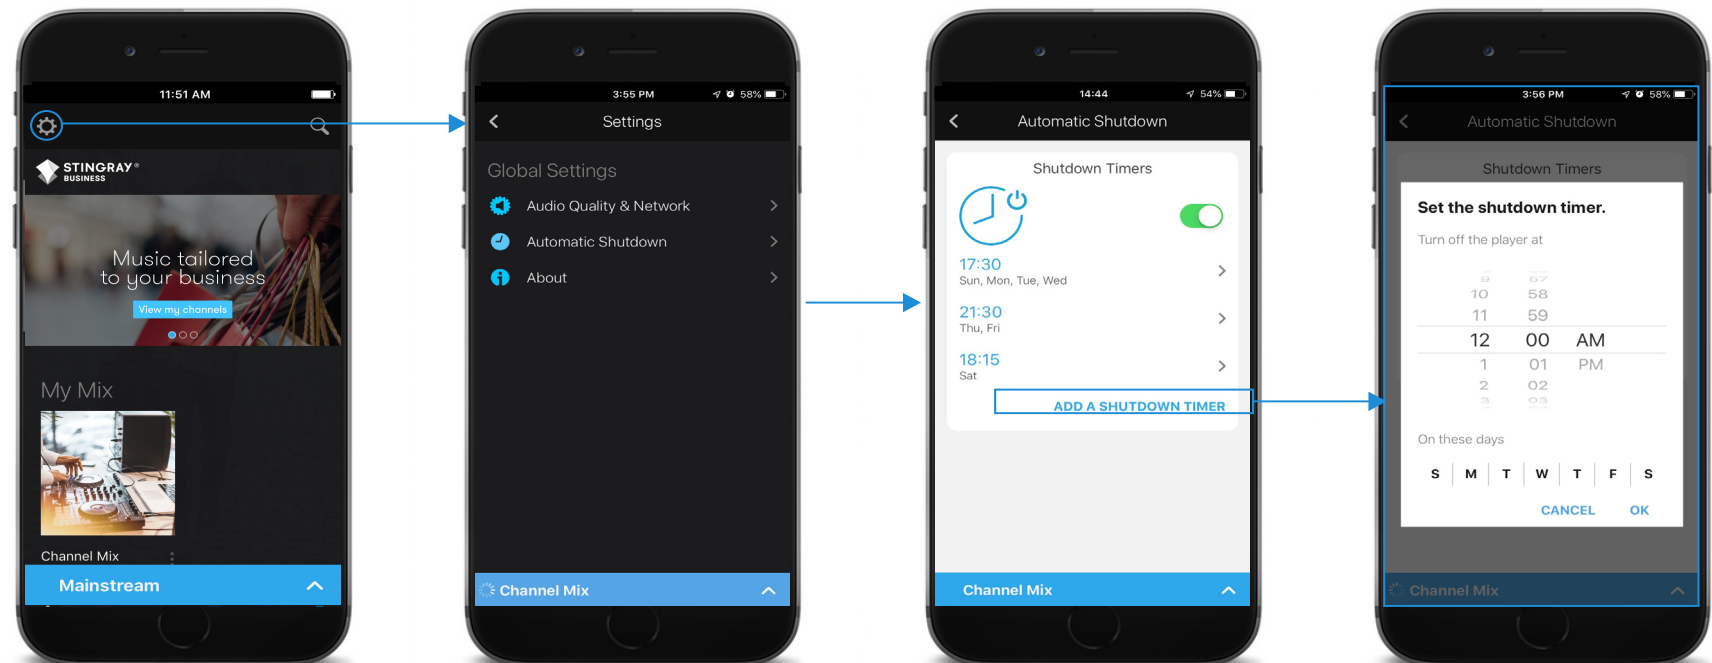 11:51 AM
STINGRAY®
BUSINESS
Music tailored
to your business
View my channels
My Mix
Channel Mix
Mainstream
3:55 PM
58%
Settings
Global Settings
Audio Quality & Network
Automatic Shutdown
About
Channel Mix
14:44
54%
Automatic Shutdown
Shutdown Timers
17:30
Sun, Mon, Tue, Wed
21:30
Thu, Fri
18:15
Sat
ADD A SHUTDOWN TIMER
Channel Mix
3:56 PM
58%
Automatic Shutdown
Shutdown Timers
Set the shutdown timer.
Turn off the player at
9 57
10 58
11 59
12 00 AM
1 01 PM
2 02
3 03
On these days
S M T W T F S
CANCEL OK
Channel Mix